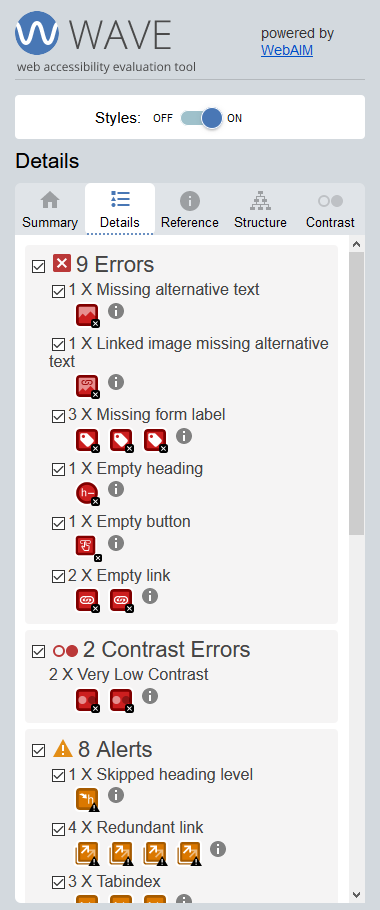 WAVE
web accessibility evaluation tool
powered by
WebAIM
Styles: OFF ON
Details
Summary Details Reference Structure Contrast
9 Errors
1 X Missing alternative text
1 X Linked image missing alternative
text
3 X Missing form label
1 X Empty heading
h
1 X Empty button
2 X Empty link
2 Contrast Errors
2 X Very Low Contrast
8 Alerts
1 X Skipped heading level
h
4 X Redundant link
3 X Tabindex